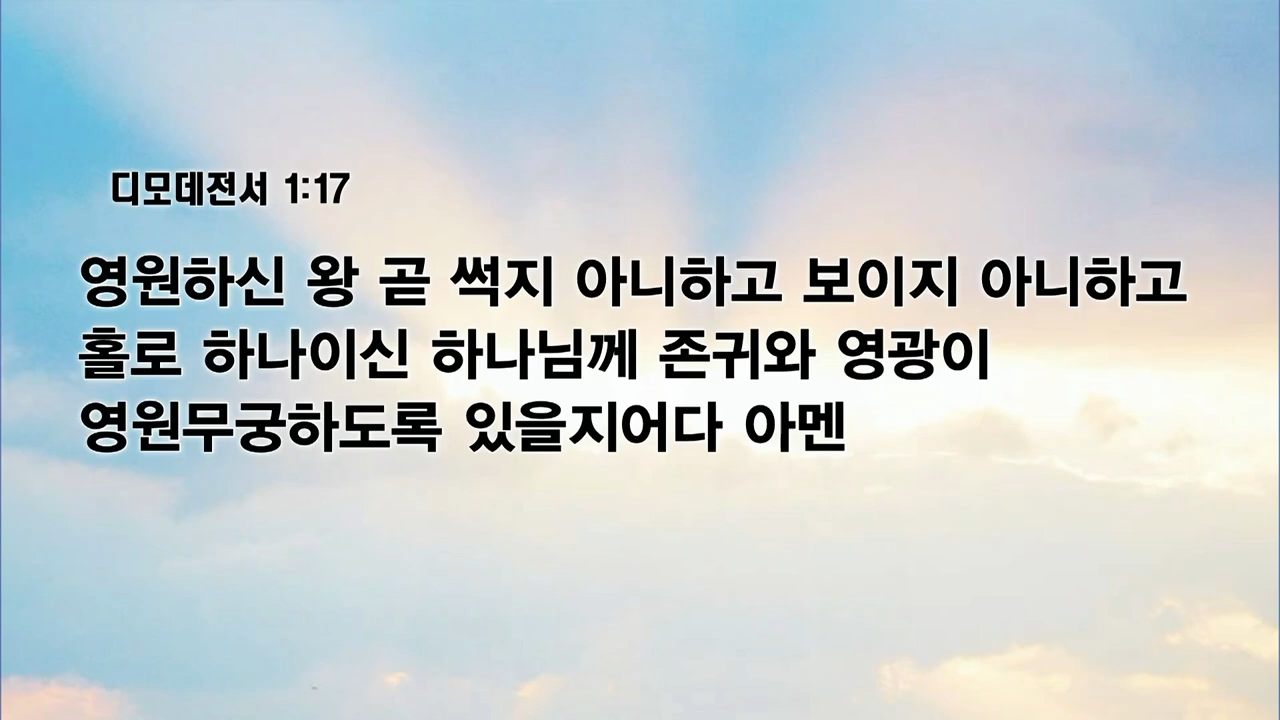 디모데전서 1:17
영원하신 왕 곧 썩지 아니하고 보이지 아니하고
홀로 하나이신 하나님께 존귀와 영광이
영원무궁하도록 있을지어다 아멘